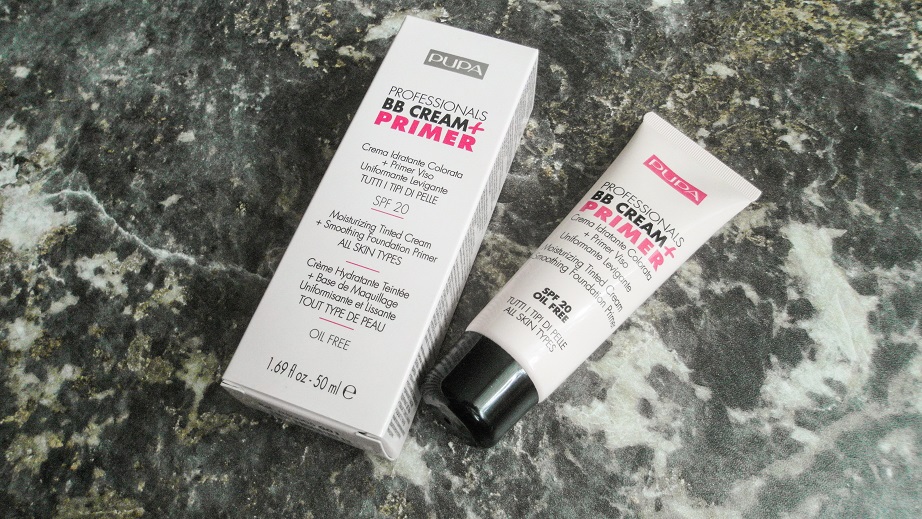 PUPA
PROFESSIONALS
BB CREAM+
PRIMER
Crema Idratante Colorata
+ Primer Viso
Uniformante Levigante
TUTTI I TIPI DI PELLE
SPF 20
Moisturizing Tinted Cream
+ Smoothing Foundation Primer
ALL SKIN TYPES
Crème Hydratante Teintée
+ Base de Maquillage
Uniformisante et Lissante
TOUT TYPE DE PEAU
OIL FREE
1.69 fl oz - 50 ml e
PUPA
PROFESSIONALS
BB CREAM+
PRIMER
Crema Idratante Colorata
+ Primer Viso
Uniformante Levigante
Moisturizing Tinted Cream
+ Smoothing Foundation Primer
SPF 20
OIL FREE
TUTTI I TIPI DI PELLE
ALL SKIN TYPES